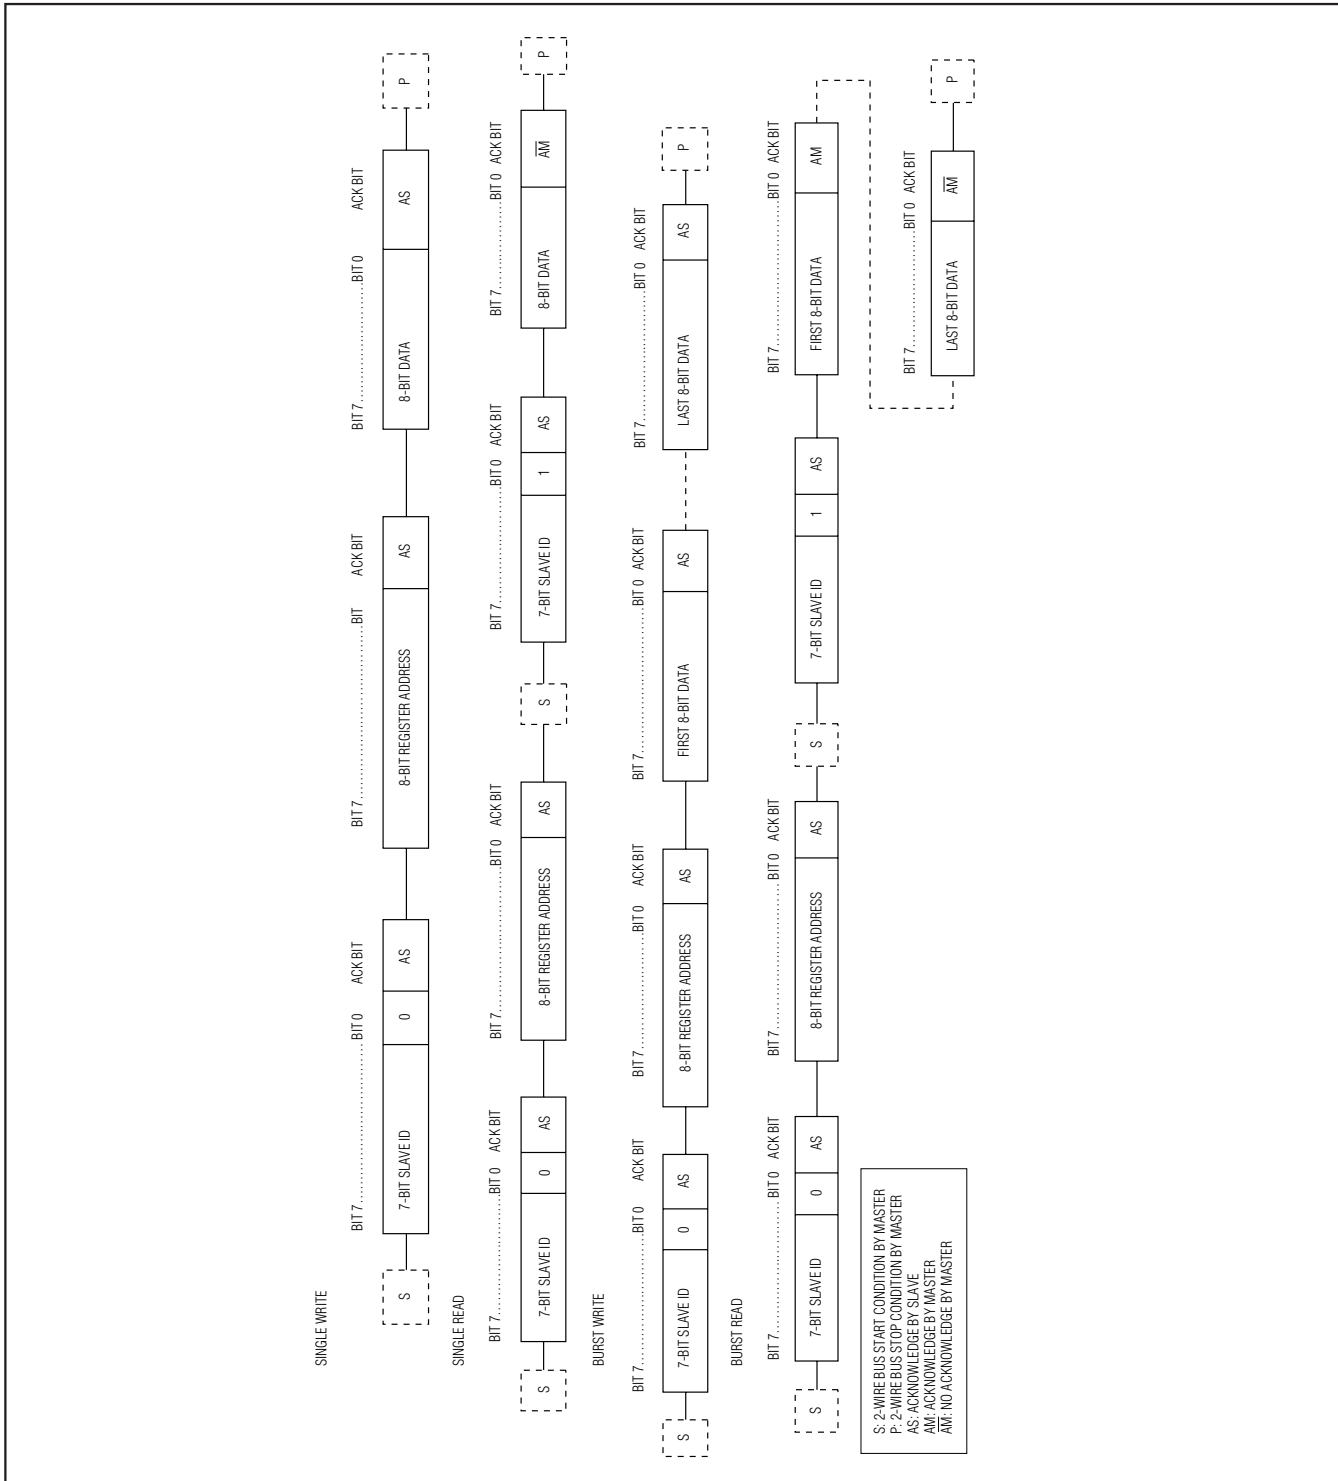 SINGLE WRITE
BIT 7..................BIT 0 ACK BIT BIT 7..................BIT ACK BIT BIT 7..................BIT 0 ACK BIT
S 7-BIT SLAVE ID 0 AS 8-BIT REGISTER ADDRESS AS 8-BIT DATA AS P
SINGLE READ
BIT 7..................BIT 0 ACK BIT BIT 7..................BIT 0 ACK BIT BIT 7..................BIT 0 ACK BIT BIT 7..............BIT 0 ACK BIT
S 7-BIT SLAVE ID 0 AS 8-BIT REGISTER ADDRESS AS S 7-BIT SLAVE ID 1 AS 8-BIT DATA A̅M̅ P
BURST WRITE
BIT 7..................BIT 0 ACK BIT BIT 7..................BIT 0 ACK BIT BIT 7..................BIT 0 ACK BIT BIT 7..................BIT 0 ACK BIT
S 7-BIT SLAVE ID 0 AS 8-BIT REGISTER ADDRESS AS FIRST 8-BIT DATA AS LAST 8-BIT DATA AS P
BURST READ
BIT 7..................BIT 0 ACK BIT BIT 7..................BIT 0 ACK BIT BIT 7..................BIT 0 ACK BIT
S 7-BIT SLAVE ID 0 AS 8-BIT REGISTER ADDRESS AS S 7-BIT SLAVE ID 1 AS FIRST 8-BIT DATA AM
BIT 7..................BIT 0 ACK BIT
LAST 8-BIT DATA A̅M̅ P
S: 2-WIRE BUS START CONDITION BY MASTER
P: 2-WIRE BUS STOP CONDITION BY MASTER
AS: ACKNOWLEDGE BY SLAVE
AM: ACKNOWLEDGE BY MASTER
A̅M̅: NO ACKNOWLEDGE BY MASTER